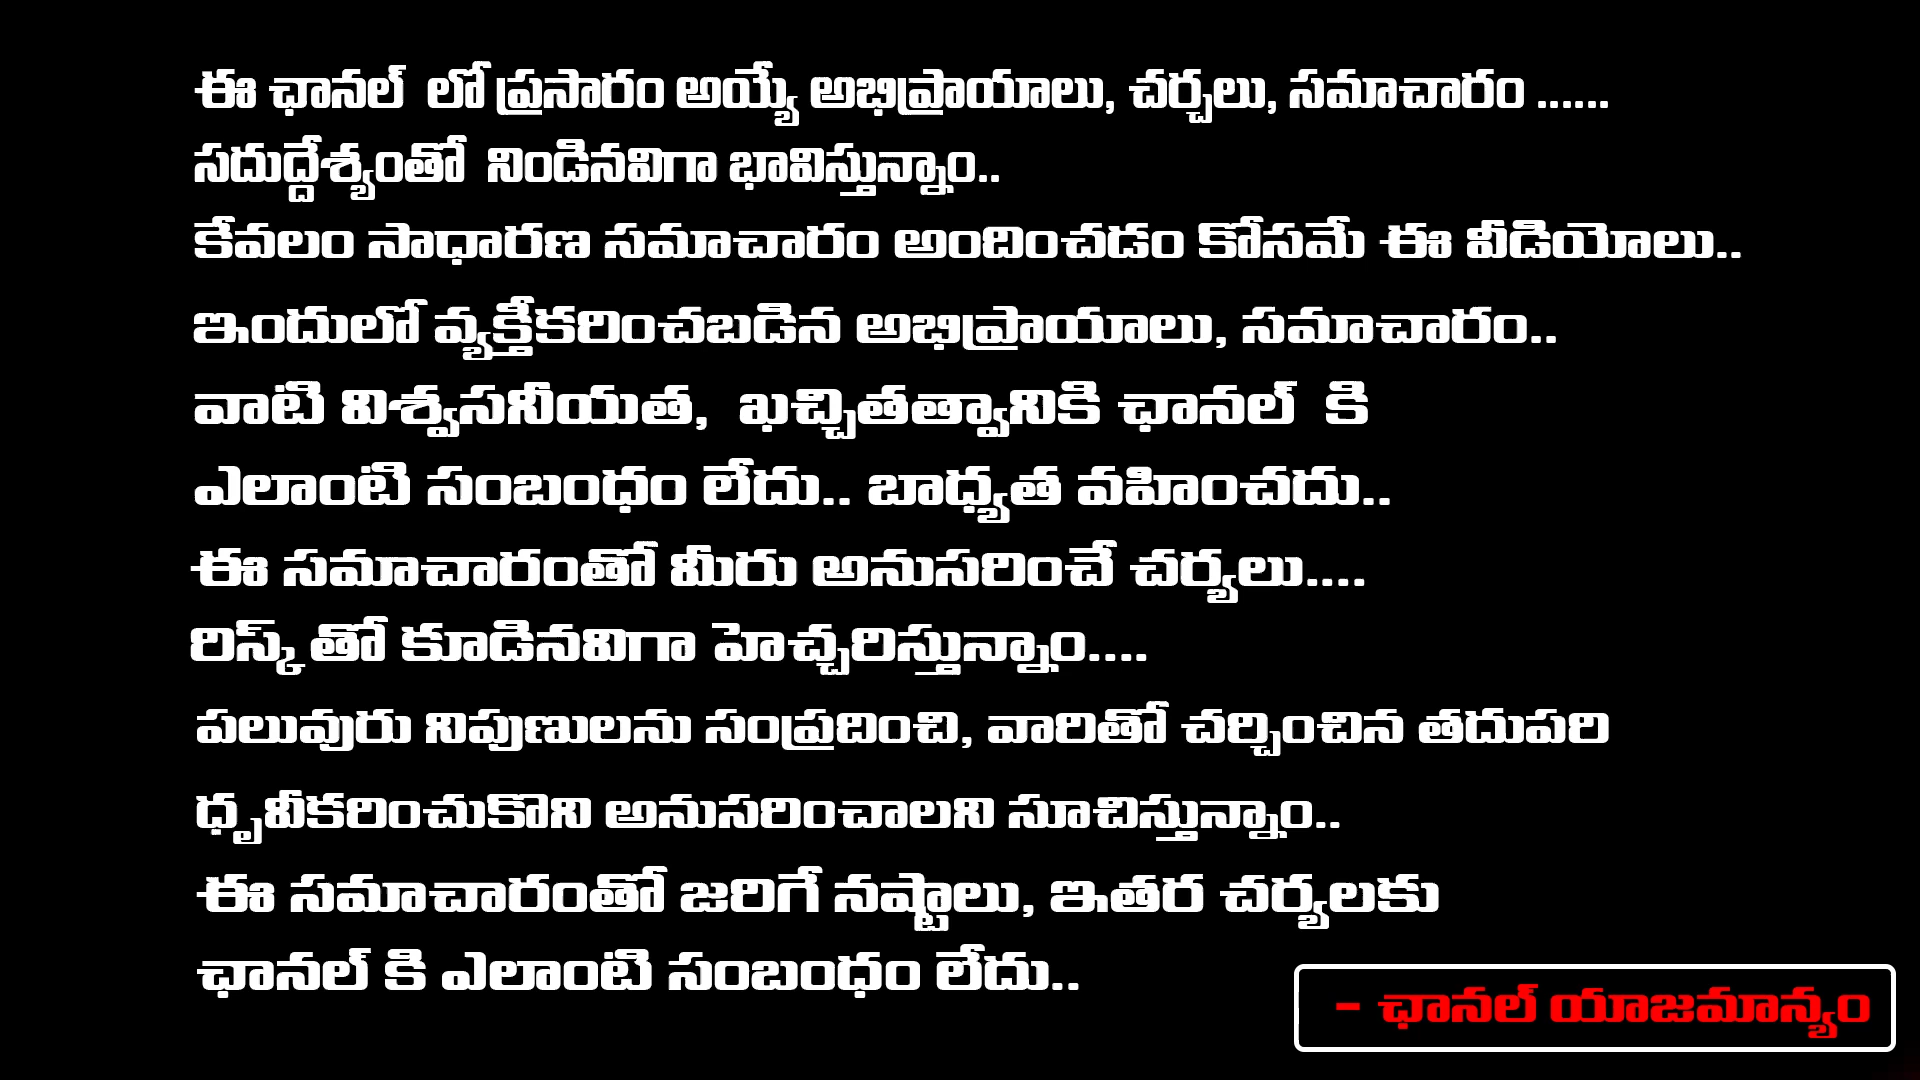 ఈ ఛానల్ లో ప్రసారం అయ్యే అభిప్రాయాలు, చర్చలు, సమాచారం ......
సదుద్దేశ్యంతో నిండినవిగా భావిస్తున్నాం..
కేవలం సాధారణ సమాచారం అందించడం కోసమే ఈ వీడియోలు..
ఇందులో వ్యక్తీకరించబడిన అభిప్రాయాలు, సమాచారం..
వాటి విశ్వసనీయత, ఖచ్చితత్వానికి ఛానల్ కి
ఎలాంటి సంబంధం లేదు.. బాధ్యత వహించదు..
ఈ సమాచారంతో మీరు అనుసరించే చర్యలు....
రిస్క్ తో కూడినవిగా హెచ్చరిస్తున్నాం....
పలువురు నిపుణులను సంప్రదించి, వారితో చర్చించిన తదుపరి
ధృవీకరించుకొని అనుసరించాలని సూచిస్తున్నాం..
ఈ సమాచారంతో జరిగే నష్టాలు, ఇతర చర్యలకు
ఛానల్ కి ఎలాంటి సంబంధం లేదు..
- ఛానల్ యాజమాన్యం